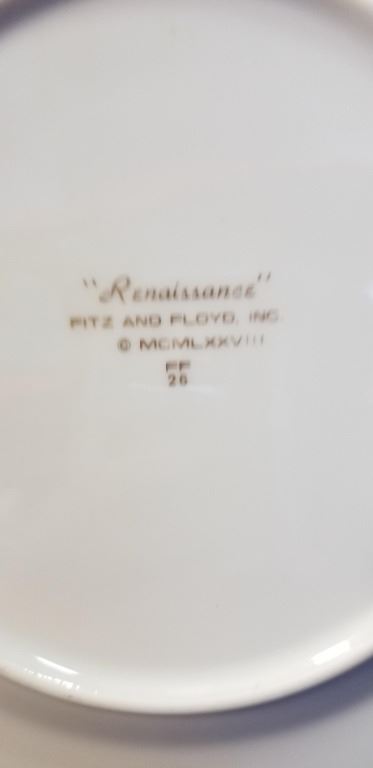 "Renaissance"
FITZ AND FLOYD, INC.
© MCMLXXVIII
FF
26